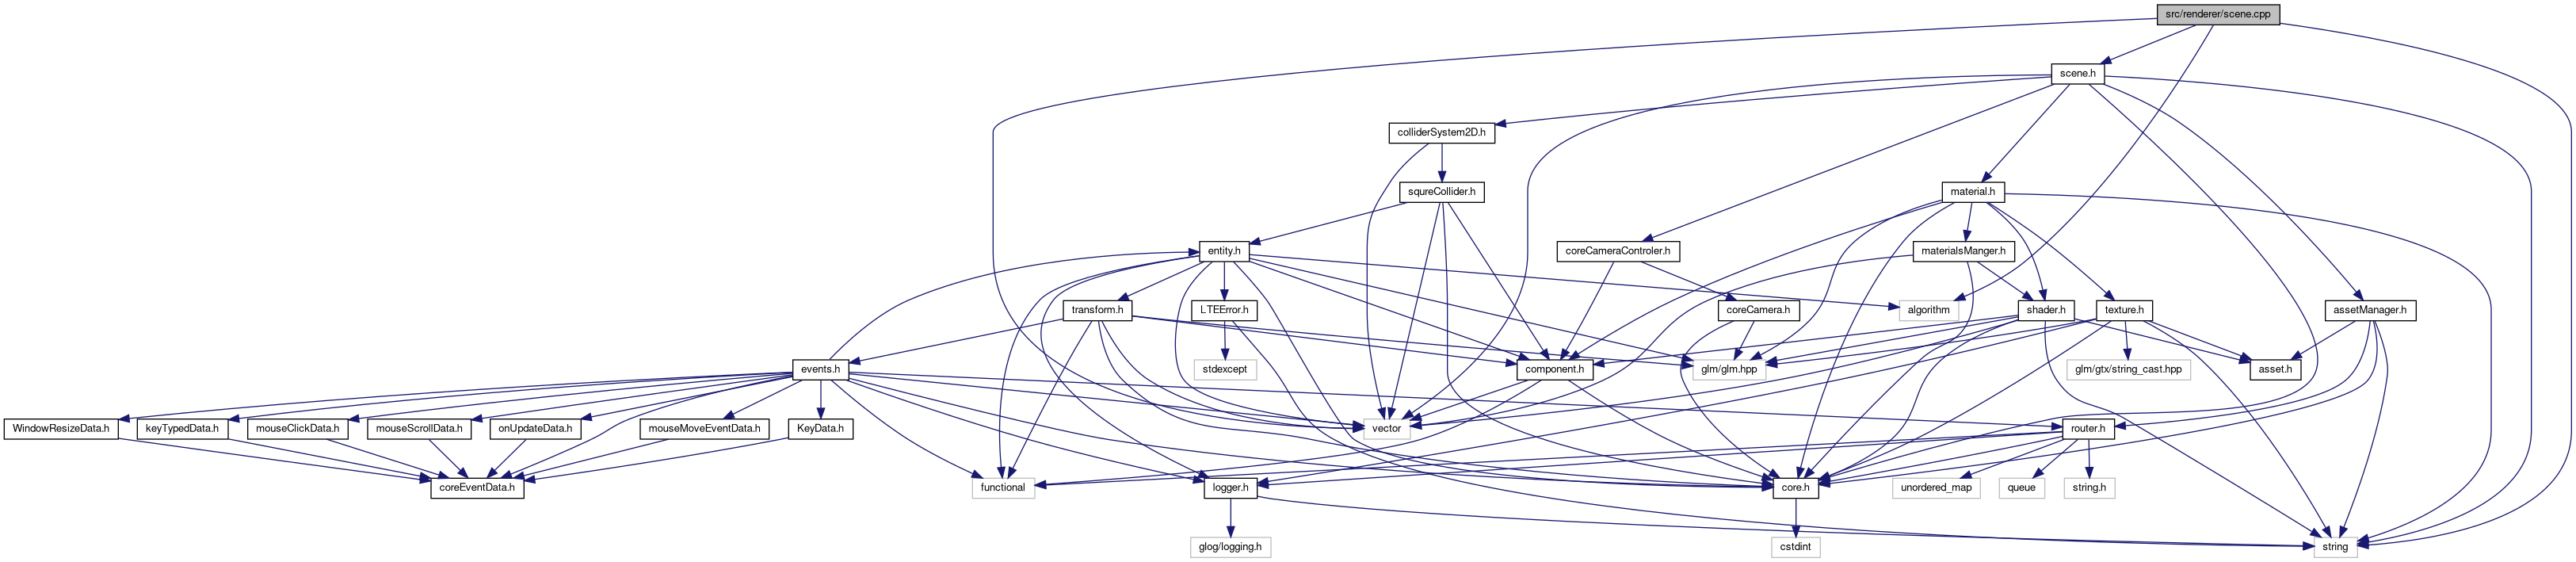 src/renderer/scene.cpp
scene.h
colliderSystem2D.h
squreCollider.h
material.h
entity.h
coreCameraControler.h
materialsManger.h
transform.h
LTEError.h
coreCamera.h
algorithm
shader.h
texture.h
assetManager.h
events.h
stdexcept
component.h
glm/glm.hpp
glm/gtx/string_cast.hpp
asset.h
WindowResizeData.h
keyTypedData.h
mouseClickData.h
mouseScrollData.h
onUpdateData.h
mouseMoveEventData.h
KeyData.h
vector
router.h
coreEventData.h
functional
logger.h
core.h
unordered_map
queue
string.h
glog/logging.h
cstdint
string